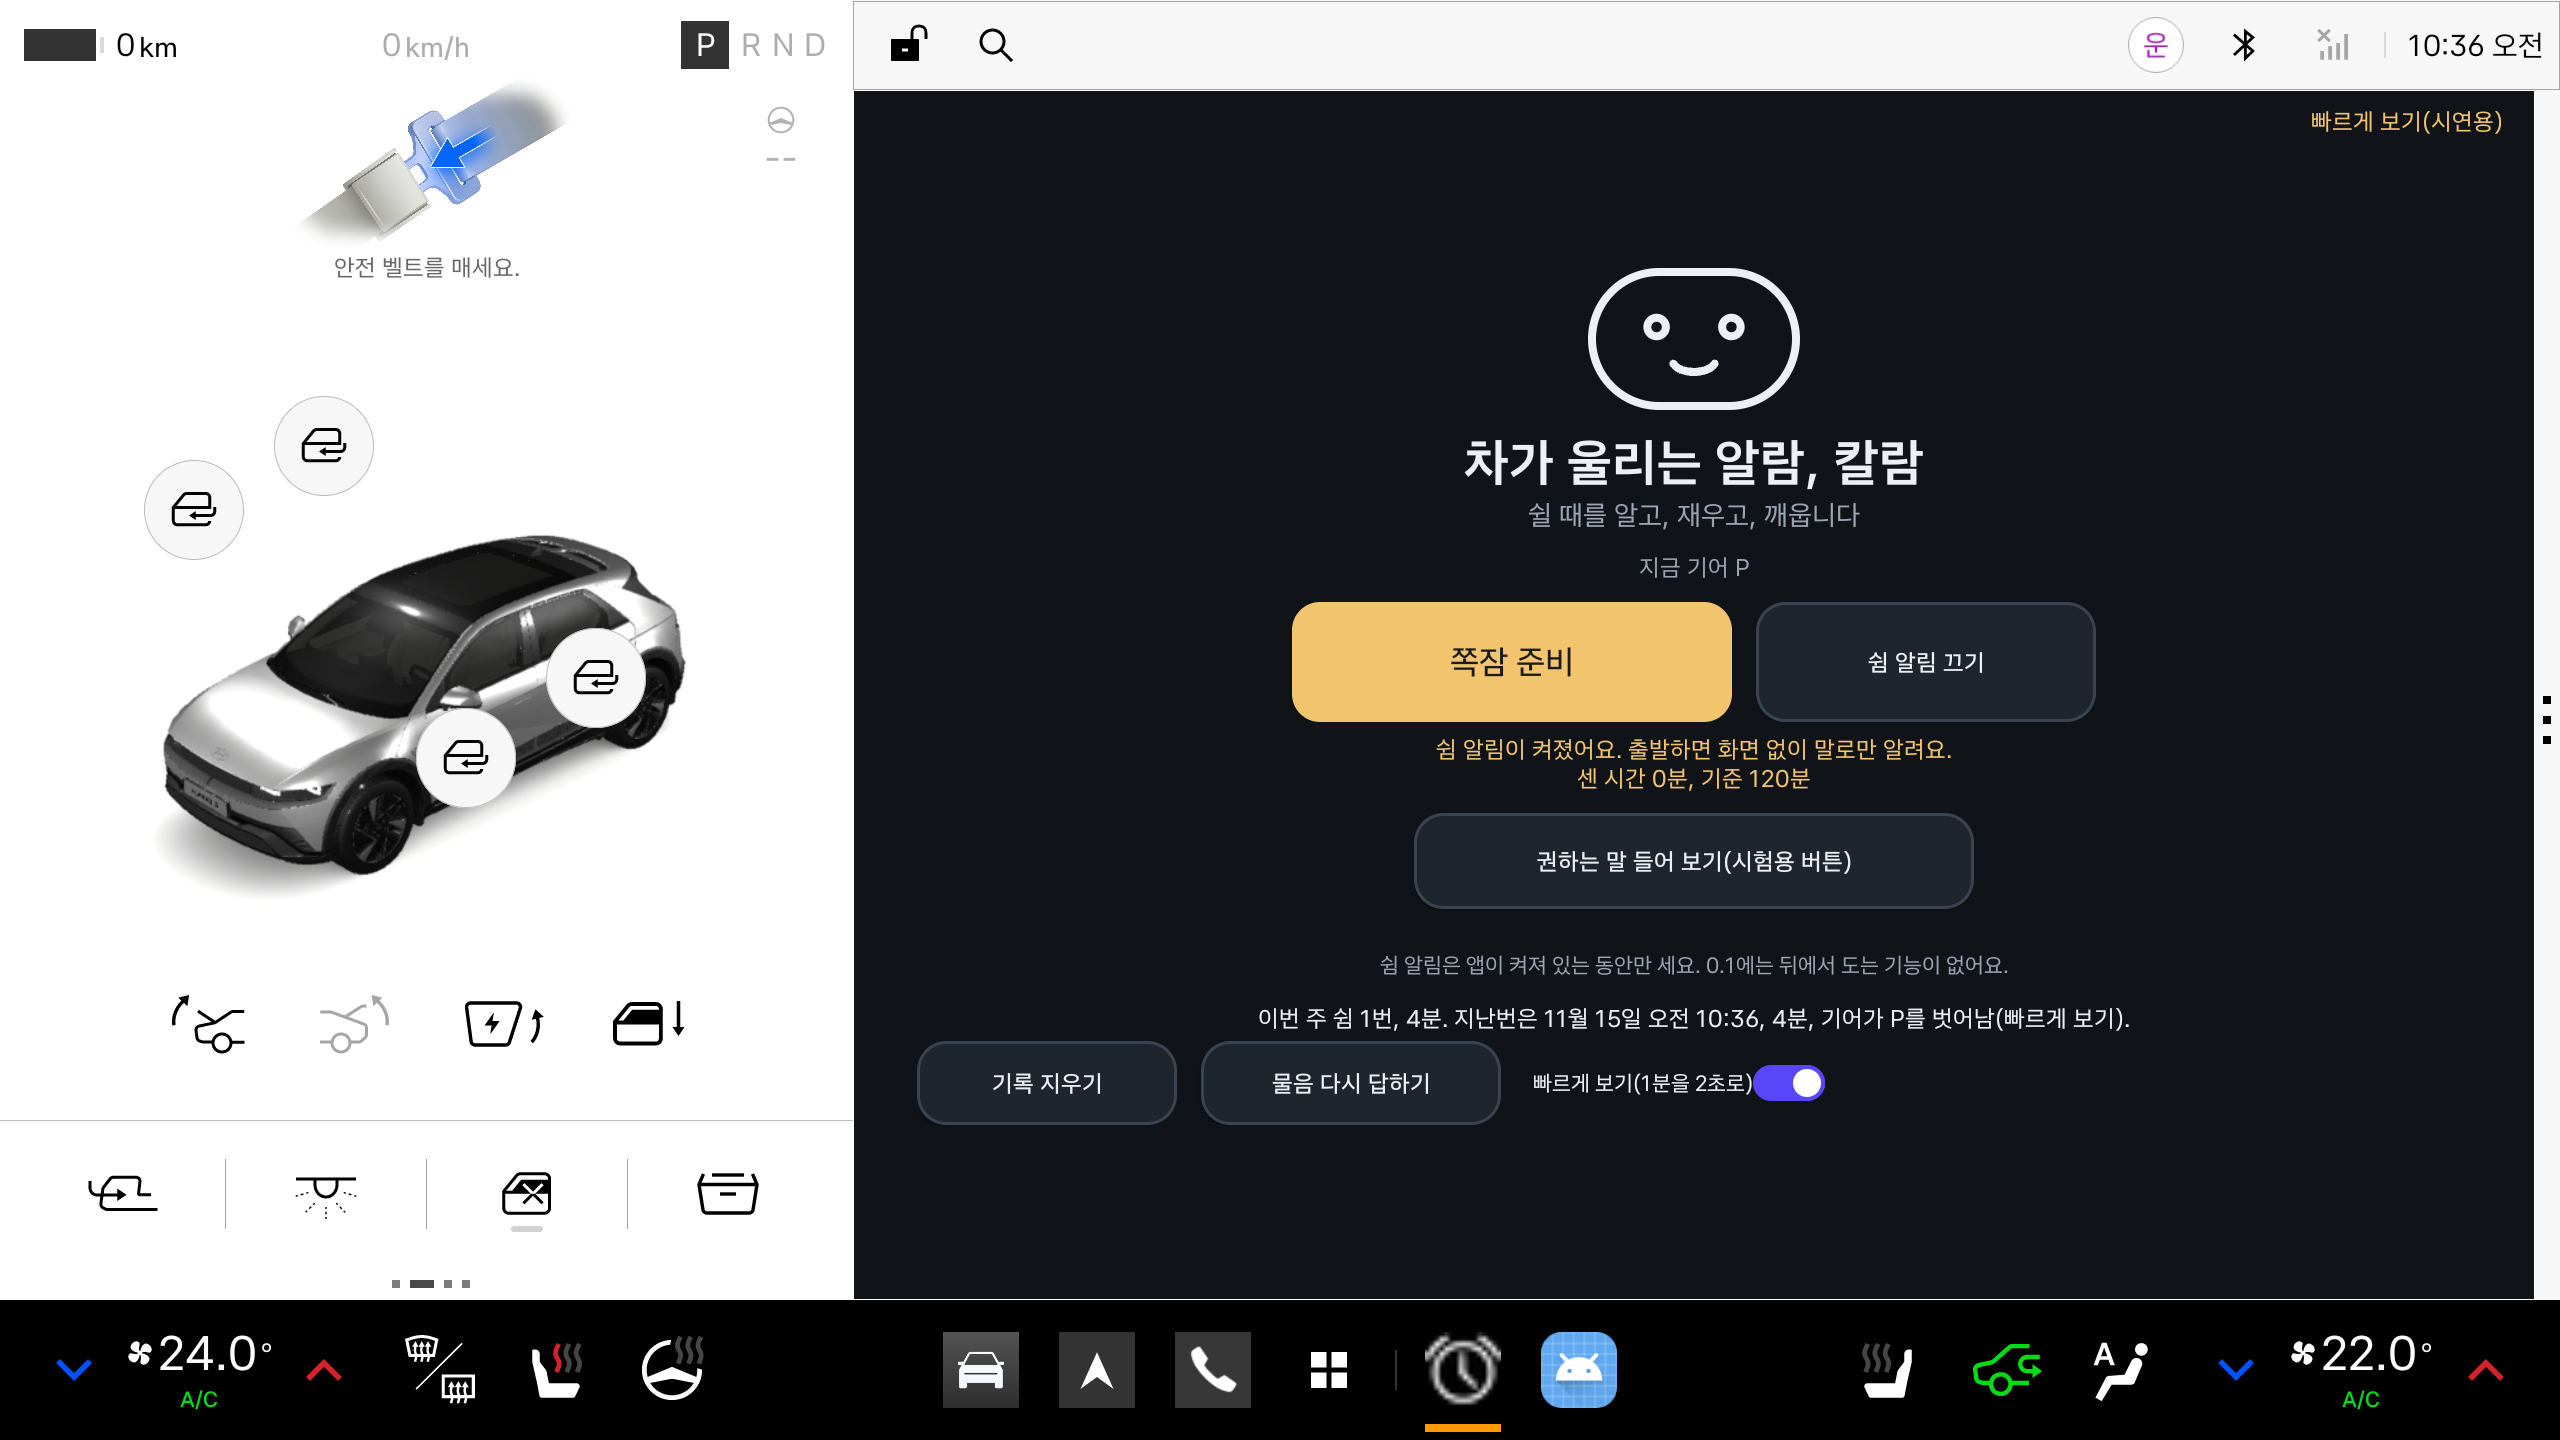 0 km
0 km/h
P R N D
10:36 오전
운
안전 벨트를 매세요.
빠르게 보기(시연용)
차가 울리는 알람, 칼람
쉴 때를 알고, 재우고, 깨웁니다
지금 기어 P
쪽잠 준비
쉼 알림 끄기
쉼 알림이 켜졌어요. 출발하면 화면 없이 말로만 알려요.
센 시간 0분, 기준 120분
권하는 말 들어 보기(시험용 버튼)
쉼 알림은 앱이 켜져 있는 동안만 세요. 0.1에는 뒤에서 도는 기능이 없어요.
이번 주 쉼 1번, 4분. 지난번은 11월 15일 오전 10:36, 4분, 기어가 P를 벗어남(빠르게 보기).
기록 지우기
물음 다시 답하기
빠르게 보기(1분을 2초로)
24.0°
A/C
A
22.0°
A/C